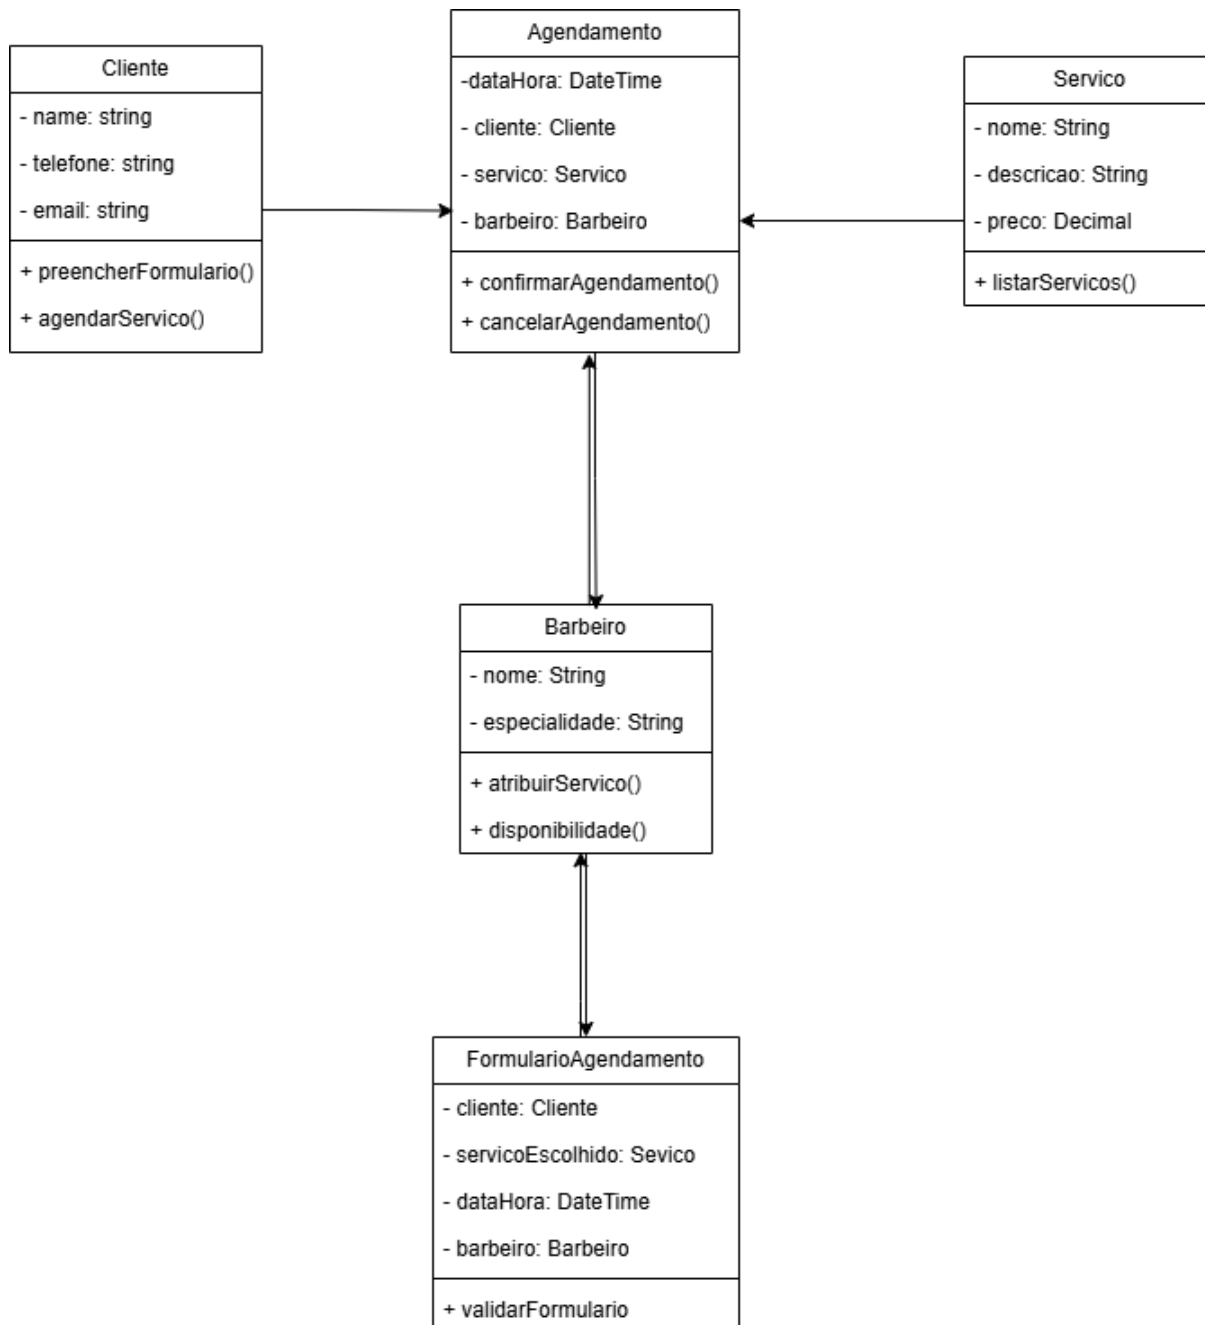 Cliente
- name: string
- telefone: string
- email: string
+ preencherFormulario()
+ agendarServico()
Agendamento
-dataHora: DateTime
- cliente: Cliente
- servico: Servico
- barbeiro: Barbeiro
+ confirmarAgendamento()
+ cancelarAgendamento()
Servico
- nome: String
- descricao: String
- preco: Decimal
+ listarServicos()
Barbeiro
- nome: String
- especialidade: String
+ atribuirServico()
+ disponibilidade()
FormularioAgendamento
- cliente: Cliente
- servicoEscolhido: Sevico
- dataHora: DateTime
- barbeiro: Barbeiro
+ validarFormulario